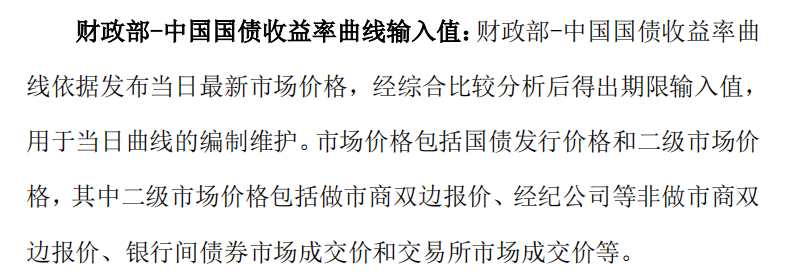 财政部-中国国债收益率曲线输入值：财政部-中国国债收益率曲
线依据发布当日最新市场价格，经综合比较分析后得出期限输入值，
用于当日曲线的编制维护。市场价格包括国债发行价格和二级市场价
格，其中二级市场价格包括做市商双边报价、经纪公司等非做市商双
边报价、银行间债券市场成交价和交易所市场成交价等。